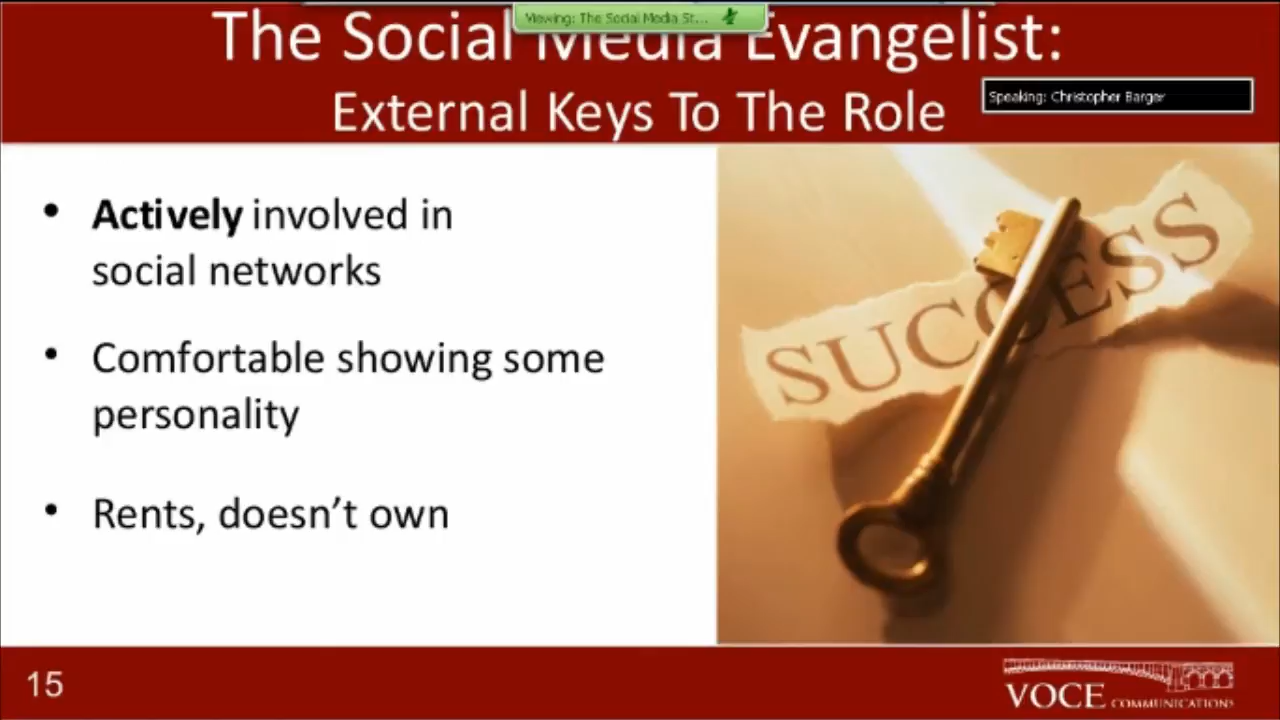 Viewing: The Social Media St...
The Social Media Evangelist:
Speaking: Christopher Barger
External Keys To The Role
• Actively involved in
social networks
• Comfortable showing some
personality
• Rents, doesn’t own
SUCCESS
15
VOCE COMMUNICATIONS